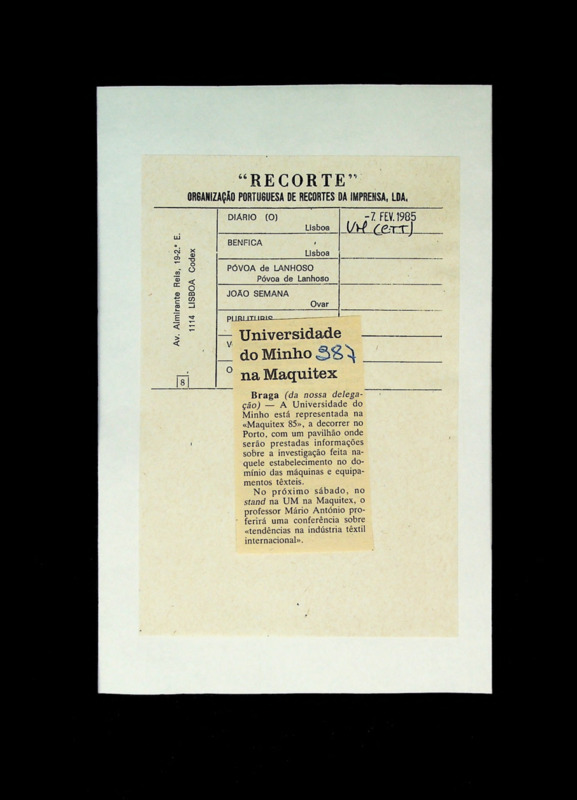 “RECORTE”
ORGANIZAÇÃO PORTUGUESA DE RECORTES DA IMPRENSA, LDA.
Av. Almirante Reis, 19-2.º E.
1114 LISBOA Codex
8
DIÁRIO (O)
Lisboa
-7. FEV. 1985
BENFICA
Lisboa
PÓVOA de LANHOSO
Póvoa de Lanhoso
JOÃO SEMANA
Ovar
PUBLITURIS
V
O
Universidade
do Minho 387
na Maquitex
Braga (da nossa delega-
ção) — A Universidade do
Minho está representada na
«Maquitex 85», a decorrer no
Porto, com um pavilhão onde
serão prestadas informações
sobre a investigação feita na-
quele estabelecimento no do-
mínio das máquinas e equipa-
mentos têxteis.
No próximo sábado, no
stand na UM na Maquitex, o
professor Mário António pro-
ferirá uma conferência sobre
«tendências na indústria têxtil
internacional».